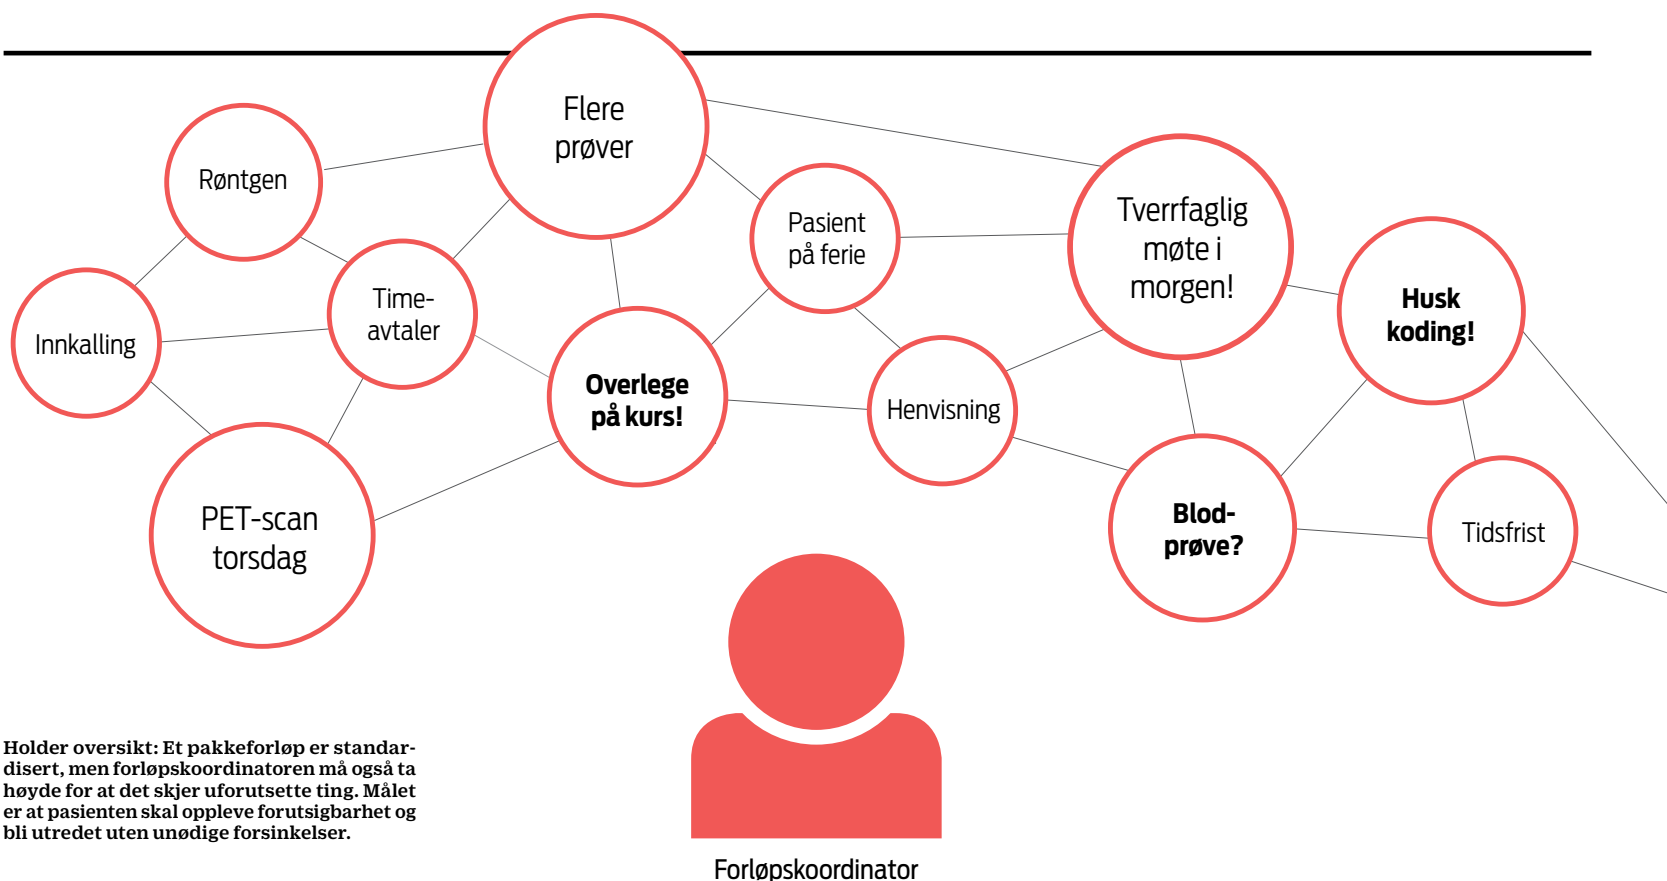 Flere
prøver
Røntgen
Pasient
på ferie
Tverrfaglig
møte i
morgen!
Time-
avtaler
Innkalling
Husk
koding!
Overlege
på kurs!
Henvisning
PET-scan
torsdag
Blod-
prøve?
Tidsfrist
Holder oversikt: Et pakkeforløp er standar-
disert, men forløpskoordinatoren må også ta
høyde for at det skjer uforutsette ting. Målet
er at pasienten skal oppleve forutsigbarhet og
bli utredet uten unødige forsinkelser.
Forløpskoordinator